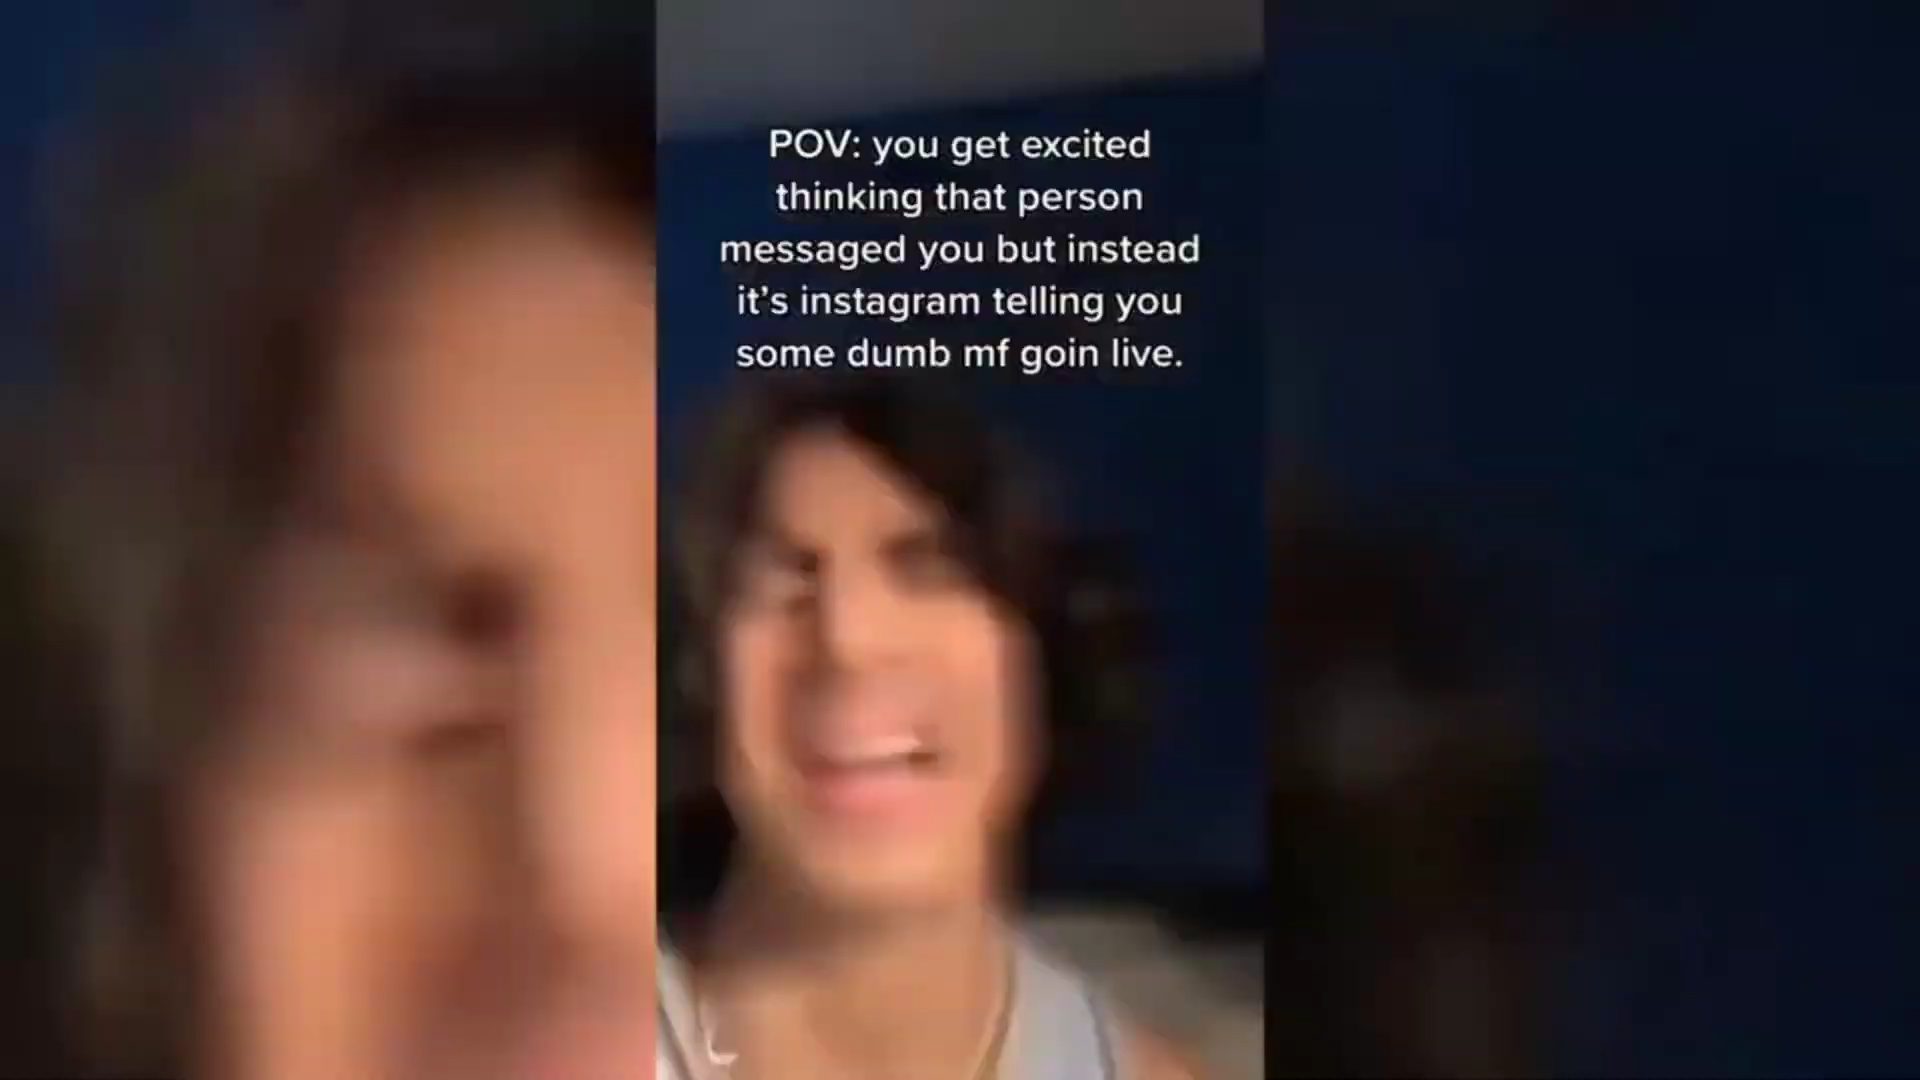 POV: you get excited
thinking that person
messaged you but instead
it’s instagram telling you
some dumb mf goin live.